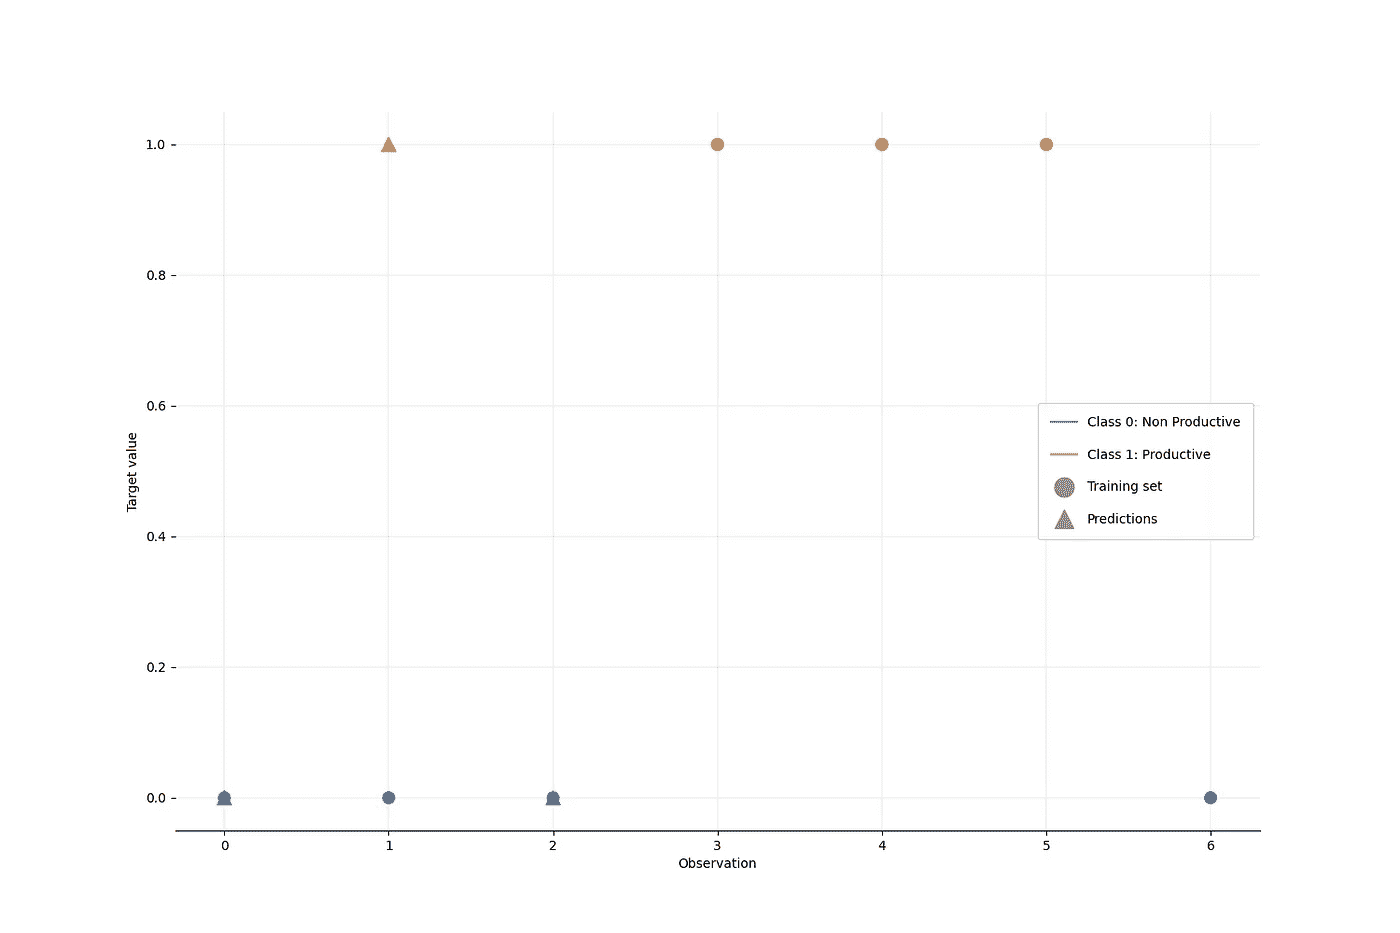 1.0
0.8
0.6
0.4
0.2
0.0
Target value
Class 0: Non Productive
Class 1: Productive
Training set
Predictions
0 1 2 3 4 5 6
Observation